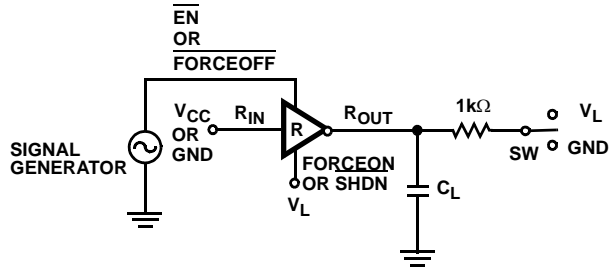 EN
OR
FORCEOFF
VCC
OR
GND
RIN
R
ROUT
1kΩ
VL
GND
SW
SIGNAL
GENERATOR
FORCEON
OR SHDN
VL
CL